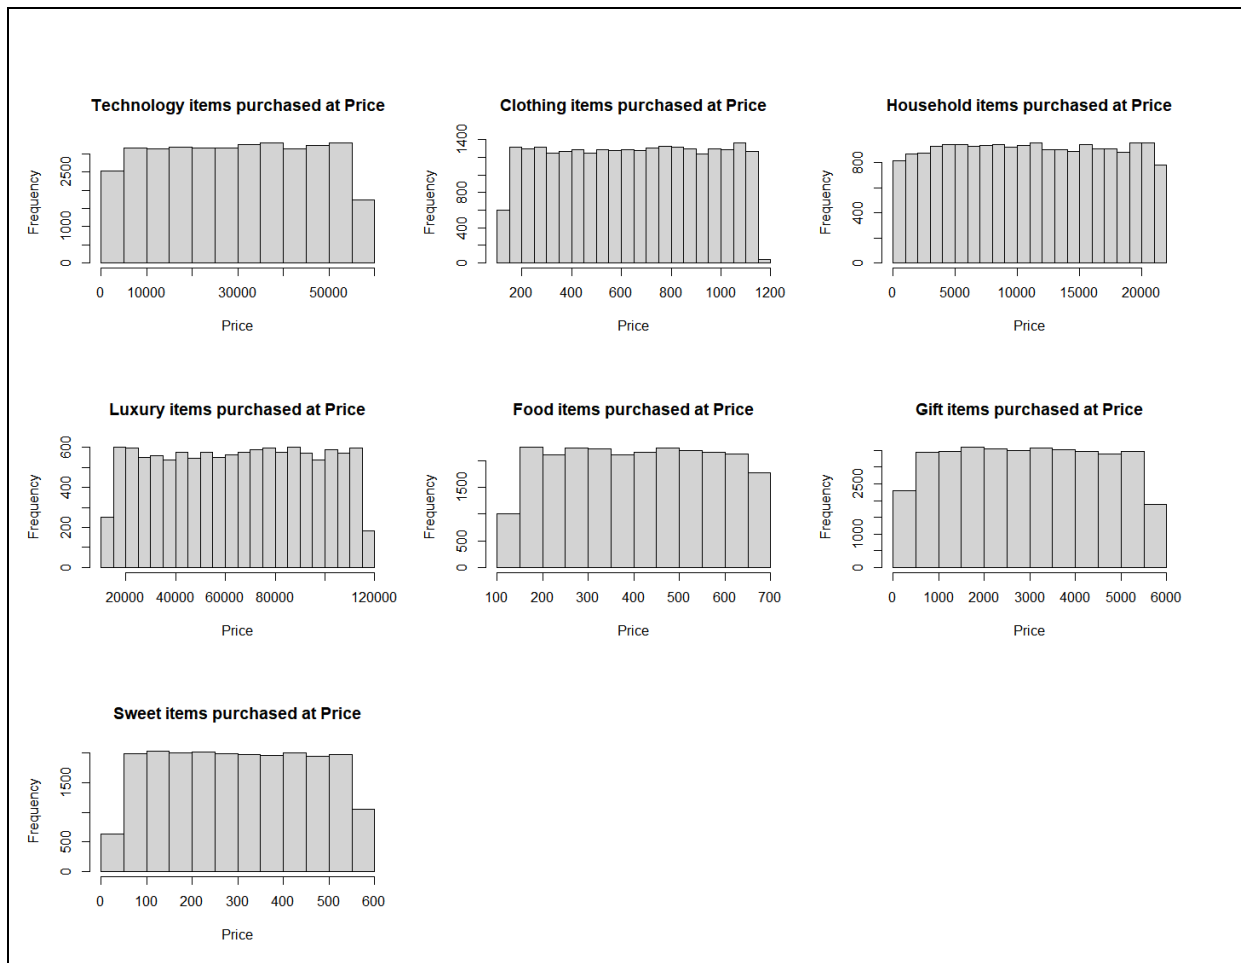 Technology items purchased at Price
Frequency
0 1000 2500
0 10000 30000 50000
Price
Clothing items purchased at Price
Frequency
0 400 800 1400
200 400 600 800 1000 1200
Price
Household items purchased at Price
Frequency
0 400 800
0 5000 10000 15000 20000
Price
Luxury items purchased at Price
Frequency
0 200 400 600
20000 40000 60000 80000 120000
Price
Food items purchased at Price
Frequency
0 500 1500
100 200 300 400 500 600 700
Price
Gift items purchased at Price
Frequency
0 1000 2500
0 1000 2000 3000 4000 5000 6000
Price
Sweet items purchased at Price
Frequency
0 500 1500
0 100 200 300 400 500 600
Price